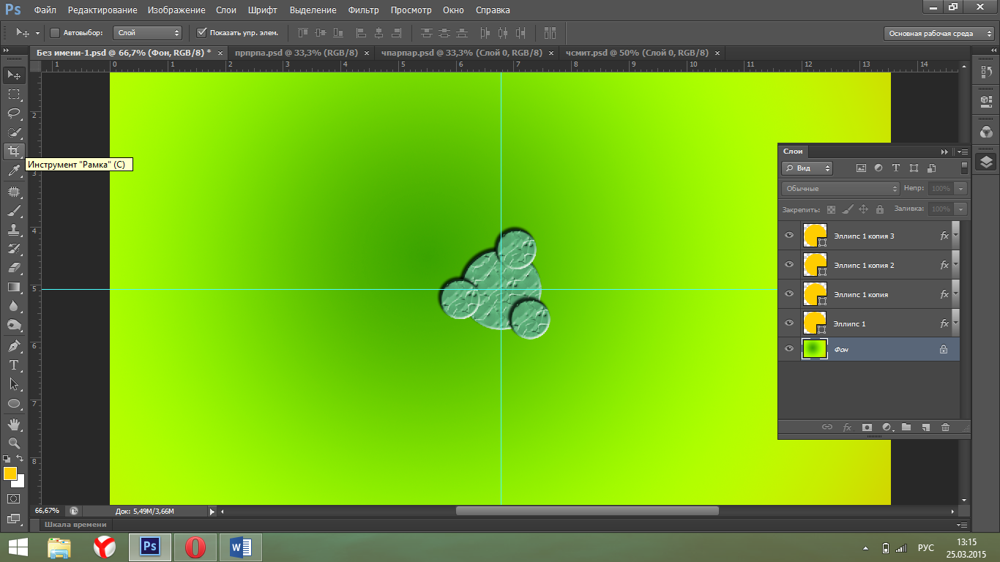 Ps Файл Редактирование Изображение Слои Шрифт Выделение Фильтр Просмотр Окно Справка
Автовыбор: Слой Показать упр. элем. Основная рабочая среда
Без имени-1.psd @ 66,7% (Фон, RGB/8) * × прпрпа.psd @ 33,3% (RGB/8) × чпарпар.psd @ 33,3% (Слой 0, RGB/8) × чсмит.psd @ 50% (Слой 0, RGB/8) ×
1 0 1 2 3 4 5 6 7 8 9 10 11 12 13 14
2
Инструмент "Рамка" (C)
3
4
5
6
7
8
Слои
Вид
Обычные Непр: 100%
Закрепить: Заливка: 100%
Эллипс 1 копия 3 fx
Эллипс 1 копия 2 fx
Эллипс 1 копия fx
Эллипс 1 fx
Фон
fx
66,67% Док: 5,49M/3,66M
Шкала времени
Ps W РУС 13:15
25.03.2015